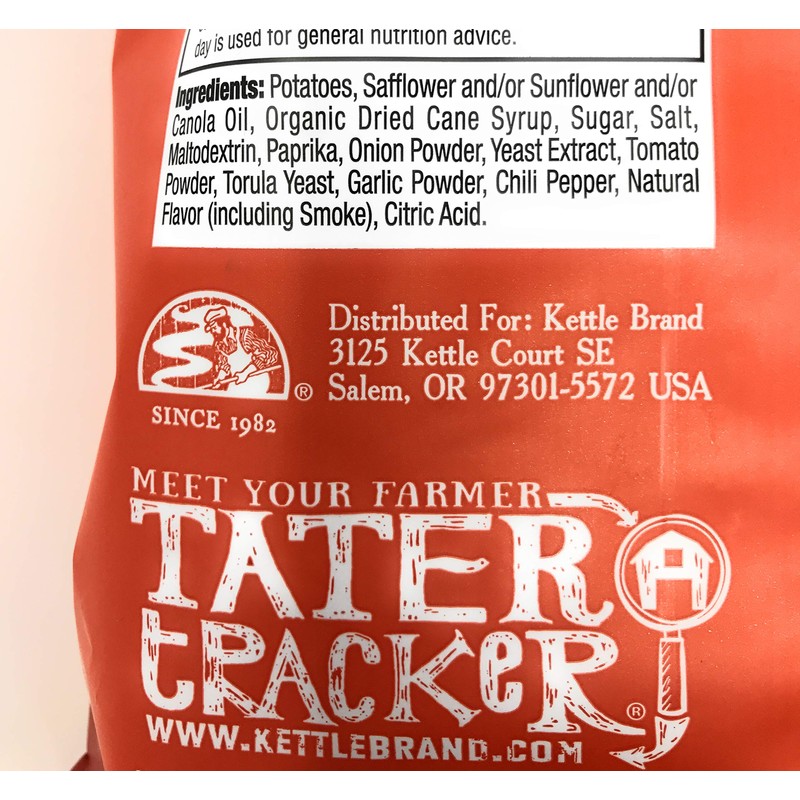 day is used for general nutrition advice.
Ingredients: Potatoes, Safflower and/or Sunflower and/or
Canola Oil, Organic Dried Cane Syrup, Sugar, Salt,
Maltodextrin, Paprika, Onion Powder, Yeast Extract, Tomato
Powder, Torula Yeast, Garlic Powder, Chili Pepper, Natural
Flavor (including Smoke), Citric Acid.
Distributed For: Kettle Brand
3125 Kettle Court SE
® Salem, OR 97301-5572 USA
SINCE 1982
MEET YOUR FARMER
TATER
tRACKeR ®
WWW.KETTLEBRAND.COM